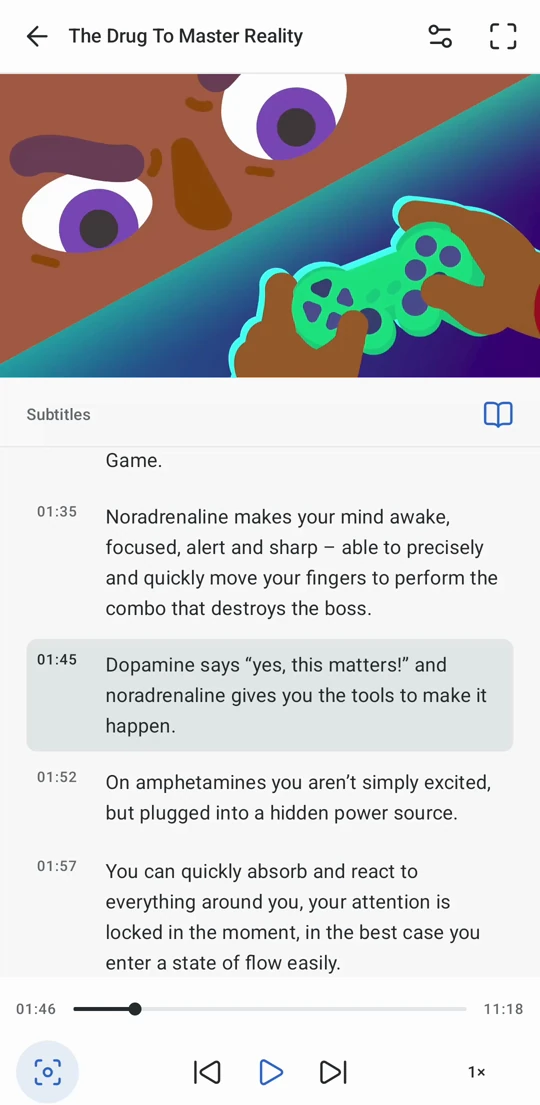 The Drug To Master Reality
Subtitles
Game.
01:35
Noradrenaline makes your mind awake,
focused, alert and sharp – able to precisely
and quickly move your fingers to perform the
combo that destroys the boss.
01:45
Dopamine says “yes, this matters!” and
noradrenaline gives you the tools to make it
happen.
01:52
On amphetamines you aren’t simply excited,
but plugged into a hidden power source.
01:57
You can quickly absorb and react to
everything around you, your attention is
locked in the moment, in the best case you
enter a state of flow easily.
01:46
11:18
1×